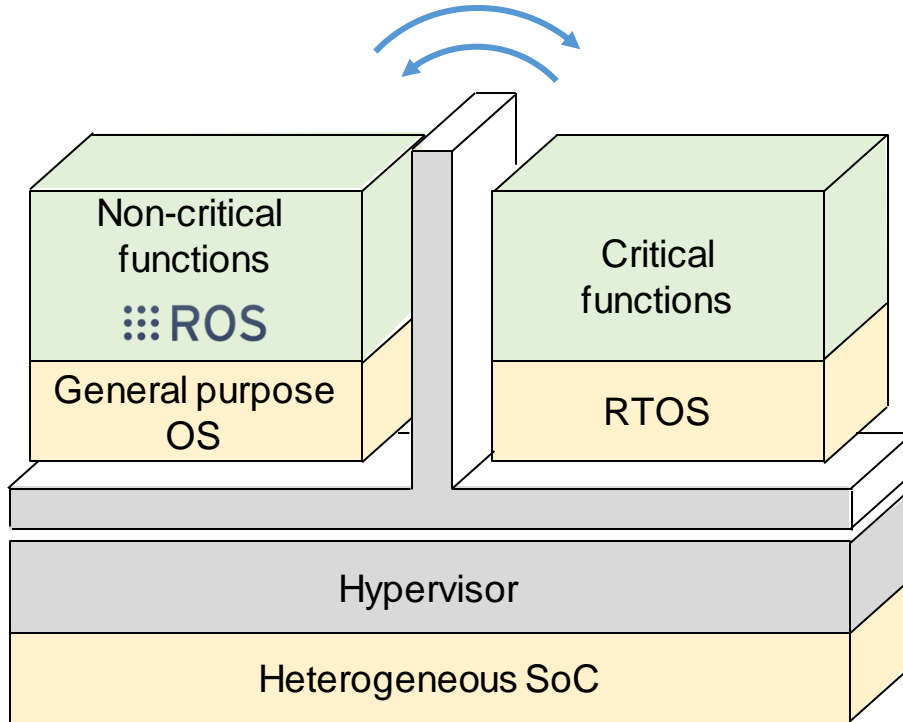 Non-critical
functions
ROS
General purpose
OS
Critical
functions
RTOS
Hypervisor
Heterogeneous SoC